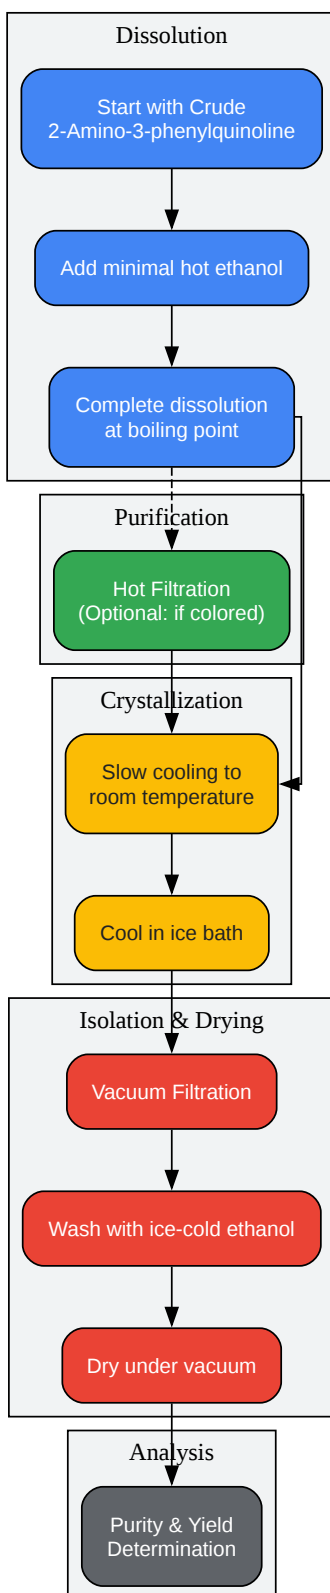 Dissolution
Start with Crude
2-Amino-3-phenylquinoline
Add minimal hot ethanol
Complete dissolution
at boiling point
Purification
Hot Filtration
(Optional: if colored)
Crystallization
Slow cooling to
room temperature
Cool in ice bath
Isolation & Drying
Vacuum Filtration
Wash with ice-cold ethanol
Dry under vacuum
Analysis
Purity & Yield
Determination